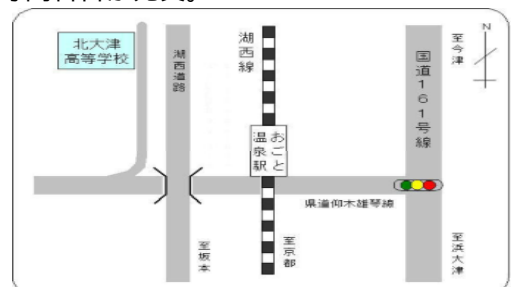 北大津
高等学校
湖西道路
湖西線
国道161号線
至今津
N
おごと
温泉駅
県道仰木雄琴線
至坂本
至京都
至浜大津